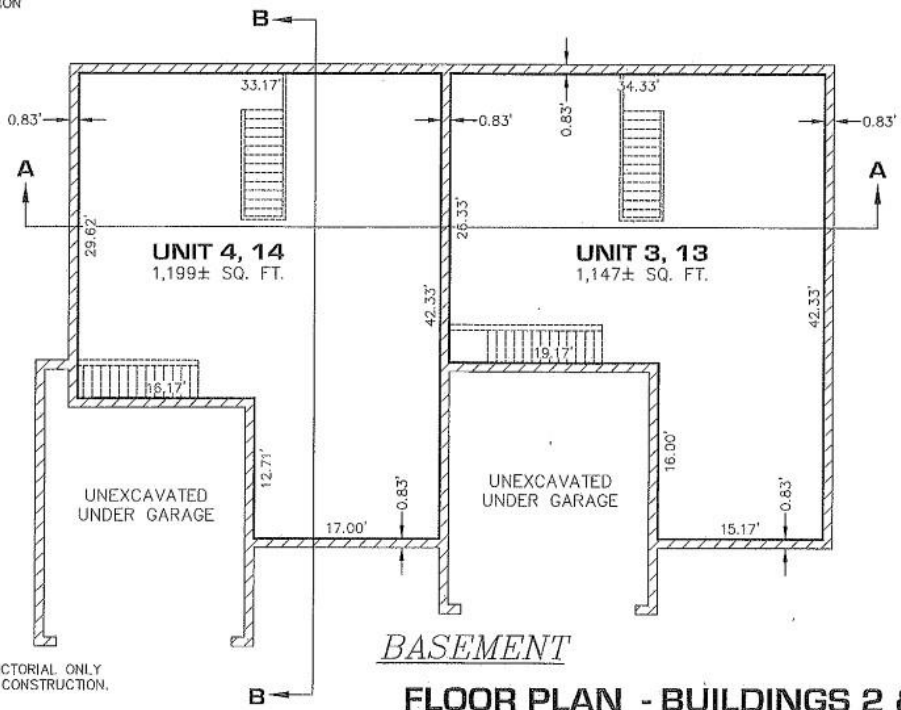 B
33.17'
34.33'
0.83'
0.83'
0.83'
0.83'
A
A
29.62'
26.33'
UNIT 4, 14
1,199± SQ. FT.
UNIT 3, 13
1,147± SQ. FT.
42.33'
42.33'
19.17'
16.17'
12.71'
16.00'
UNEXCAVATED
UNDER GARAGE
UNEXCAVATED
UNDER GARAGE
0.83'
0.83'
17.00'
15.17'
BASEMENT
CTORIAL ONLY
CONSTRUCTION.
B
FLOOR PLAN - BUILDINGS 2 &